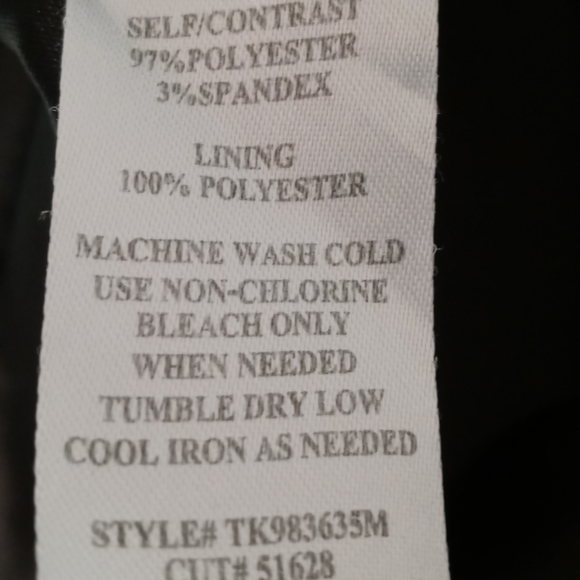 SELF/CONTRAST
97%POLYESTER
3%SPANDEX
LINING
100% POLYESTER
MACHINE WASH COLD
USE NON-CHLORINE
BLEACH ONLY
WHEN NEEDED
TUMBLE DRY LOW
COOL IRON AS NEEDED
STYLE# TK983635M
CUT# 51628